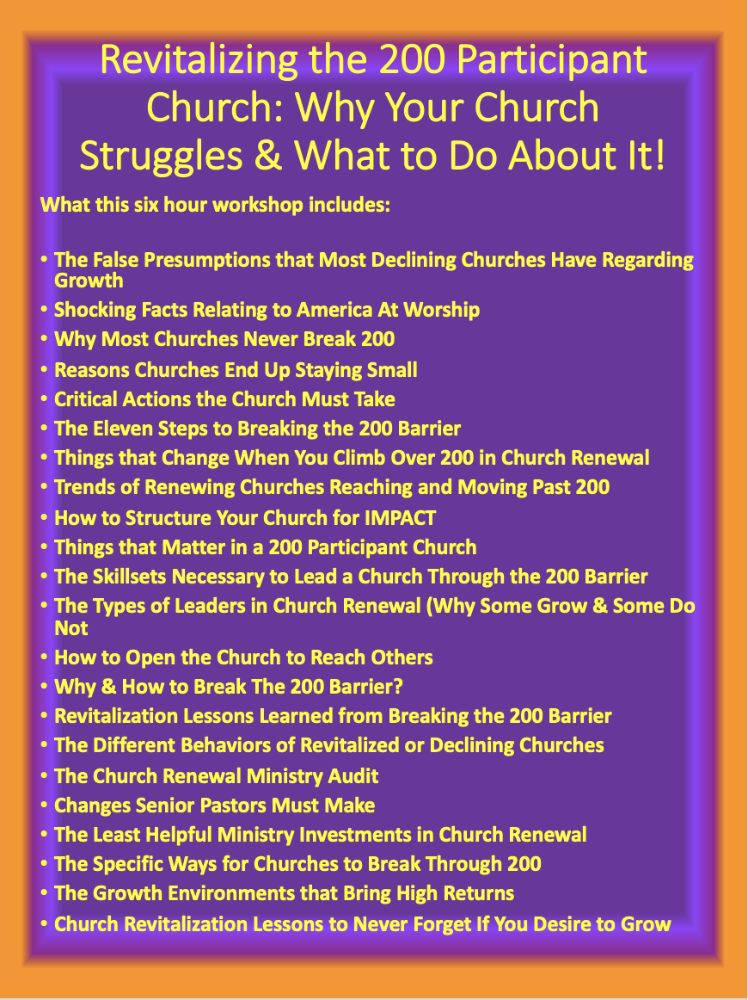 Revitalizing the 200 Participant
Church: Why Your Church
Struggles & What to Do About It!
What this six hour workshop includes:
• The False Presumptions that Most Declining Churches Have Regarding
Growth
• Shocking Facts Relating to America At Worship
• Why Most Churches Never Break 200
• Reasons Churches End Up Staying Small
• Critical Actions the Church Must Take
• The Eleven Steps to Breaking the 200 Barrier
• Things that Change When You Climb Over 200 in Church Renewal
• Trends of Renewing Churches Reaching and Moving Past 200
• How to Structure Your Church for IMPACT
• Things that Matter in a 200 Participant Church
• The Skillsets Necessary to Lead a Church Through the 200 Barrier
• The Types of Leaders in Church Renewal (Why Some Grow & Some Do
Not
• How to Open the Church to Reach Others
• Why & How to Break The 200 Barrier?
• Revitalization Lessons Learned from Breaking the 200 Barrier
• The Different Behaviors of Revitalized or Declining Churches
• The Church Renewal Ministry Audit
• Changes Senior Pastors Must Make
• The Least Helpful Ministry Investments in Church Renewal
• The Specific Ways for Churches to Break Through 200
• The Growth Environments that Bring High Returns
• Church Revitalization Lessons to Never Forget If You Desire to Grow